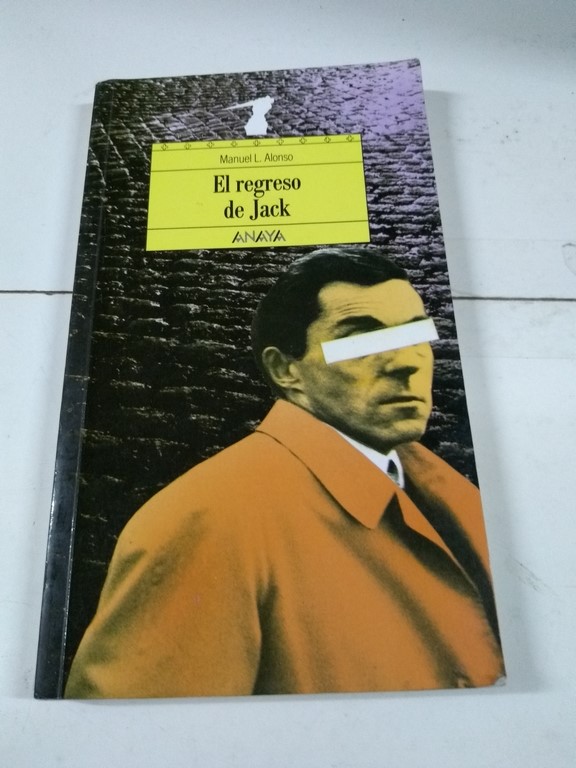 Manuel L. Alonso
El regreso
de Jack
ANAYA